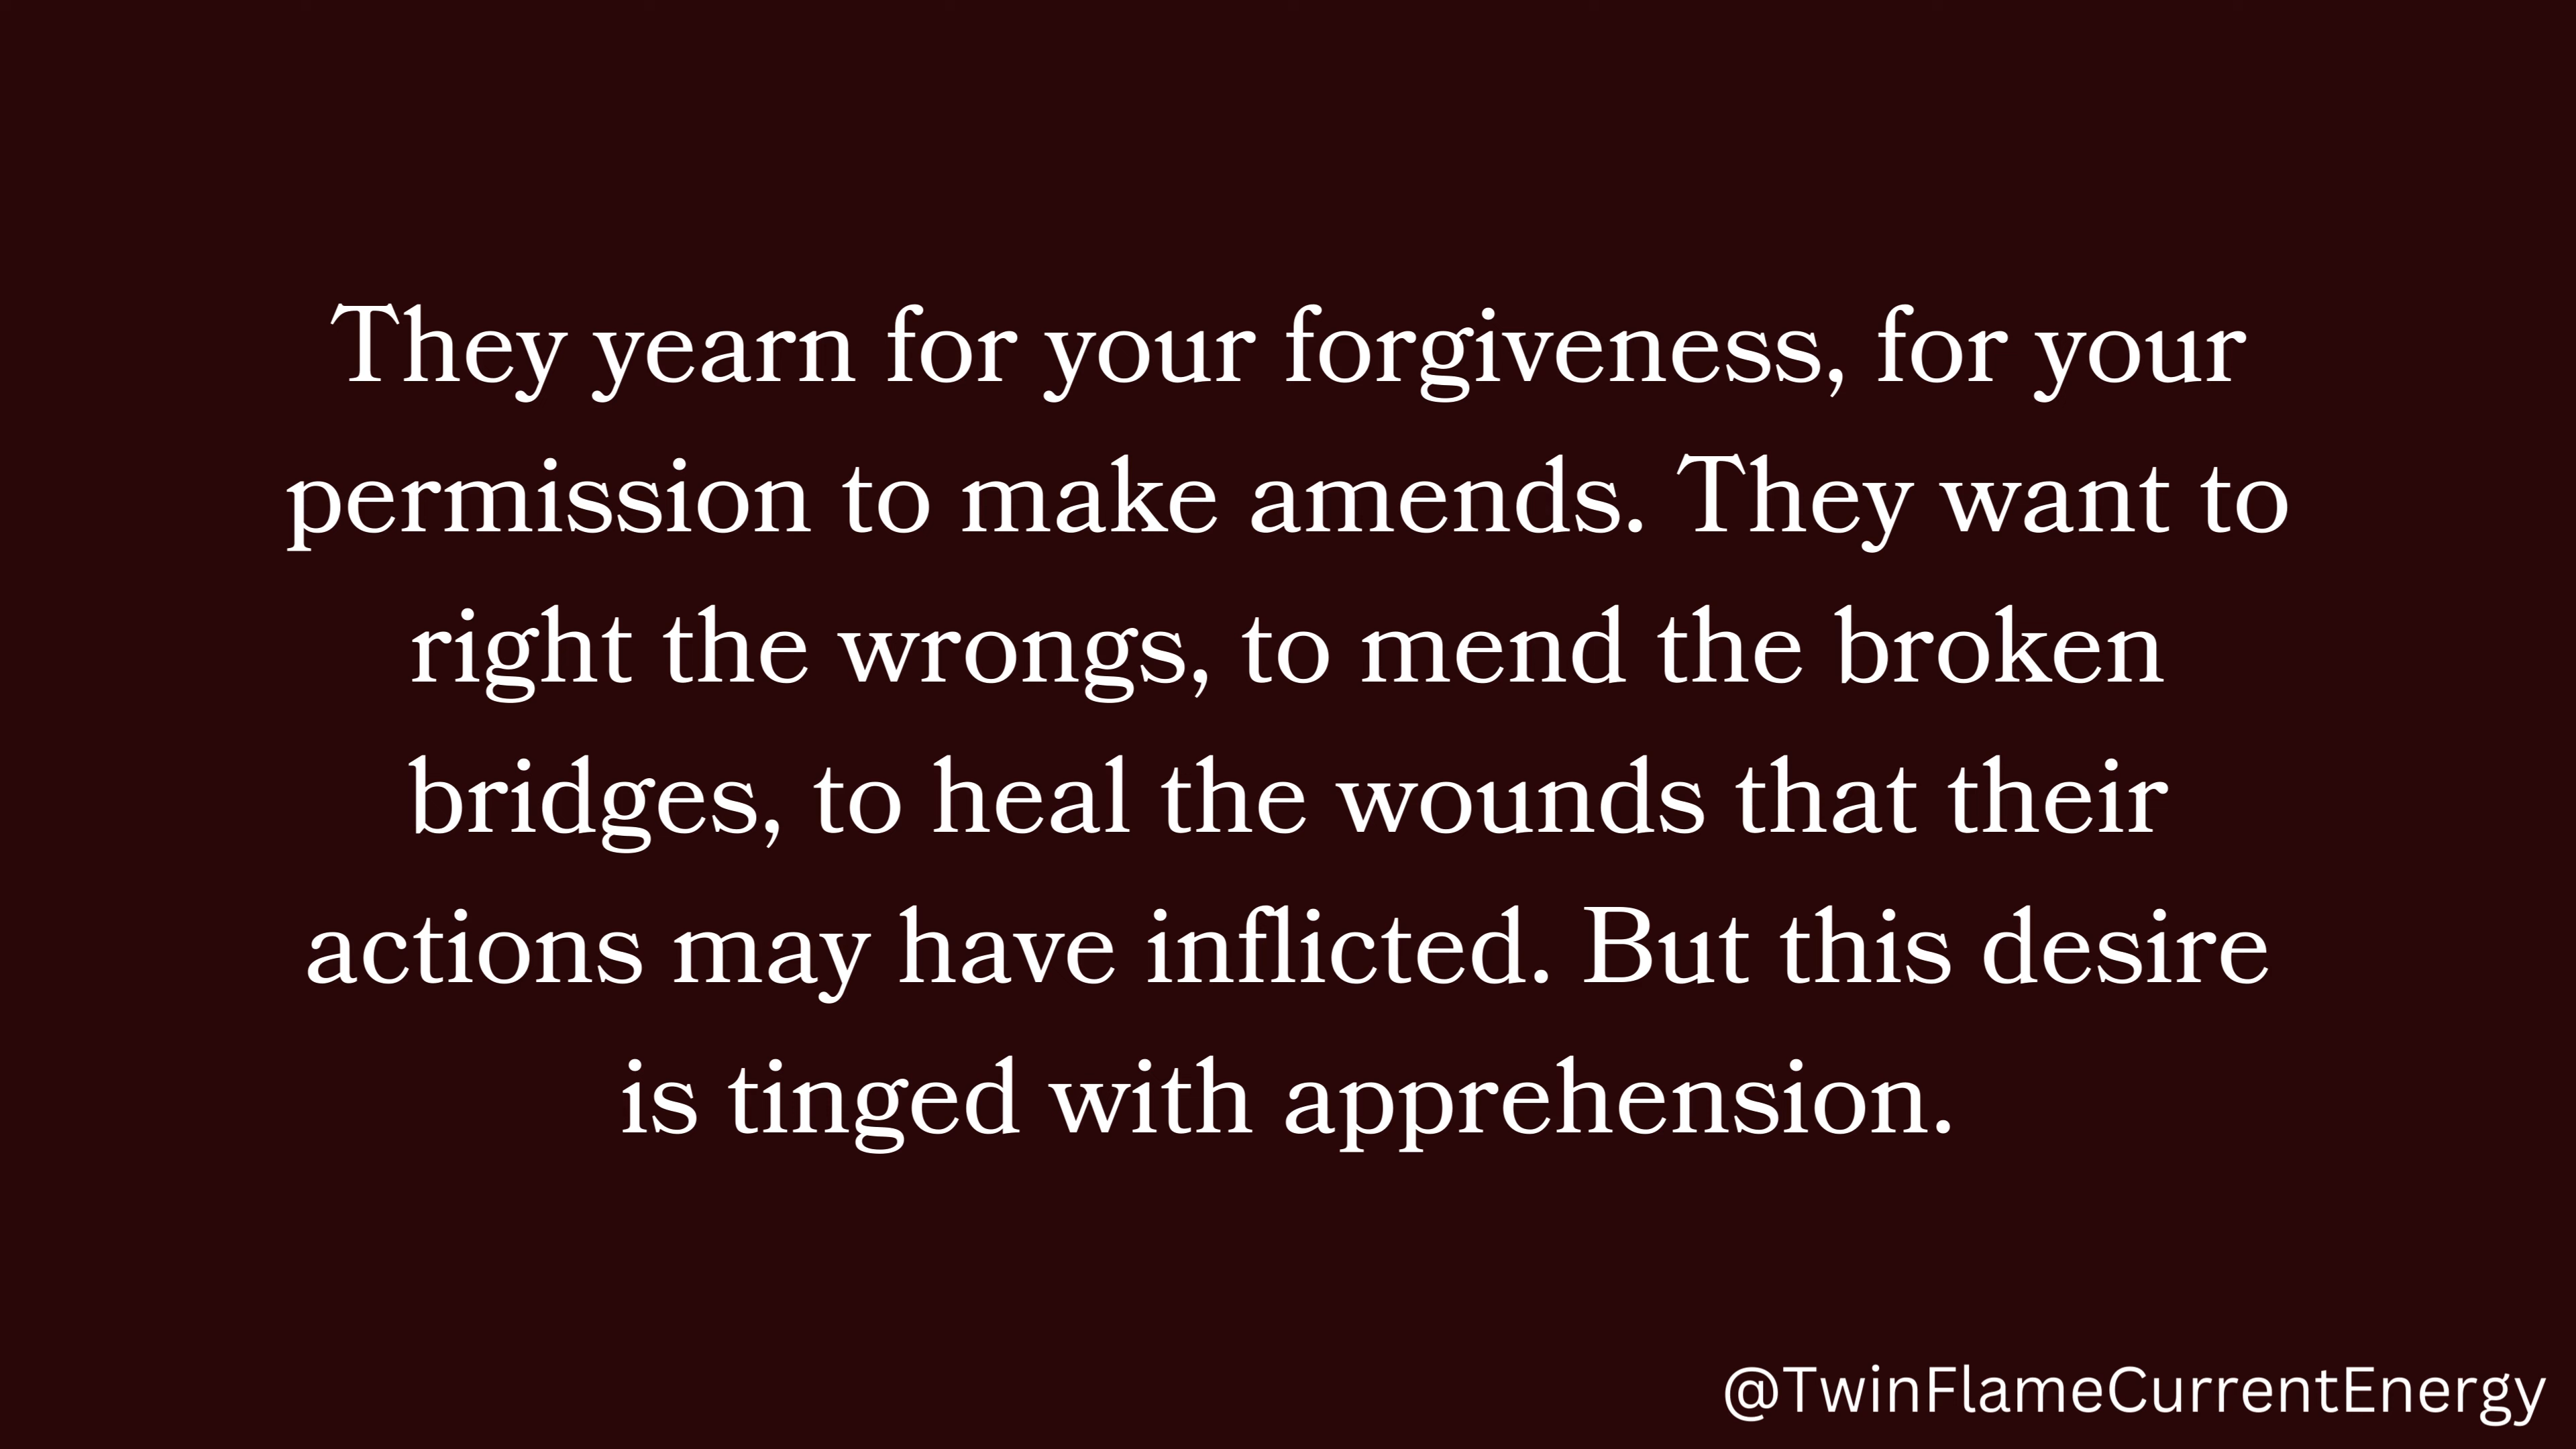 They yearn for your forgiveness, for your
permission to make amends. They want to
right the wrongs, to mend the broken
bridges, to heal the wounds that their
actions may have inflicted. But this desire
is tinged with apprehension.
@TwinFlameCurrentEnergy